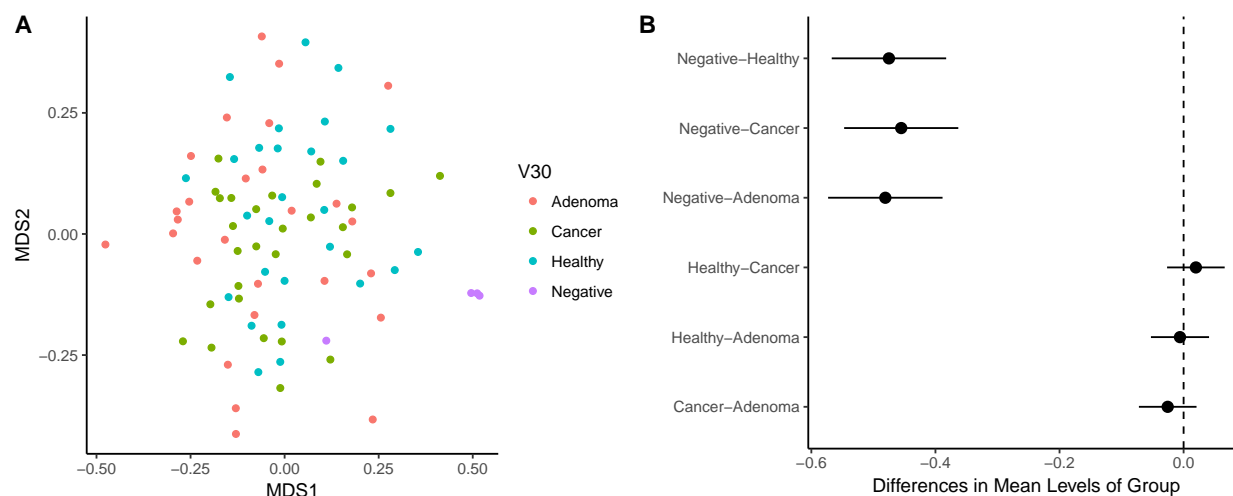 A
MDS2
0.25
0.00
−0.25
−0.50
−0.25
0.00
0.25
0.50
MDS1
V30
Adenoma
Cancer
Healthy
Negative
B
Negative−Healthy
Negative−Cancer
Negative−Adenoma
Healthy−Cancer
Healthy−Adenoma
Cancer−Adenoma
−0.6
−0.4
−0.2
0.0
Differences in Mean Levels of Group